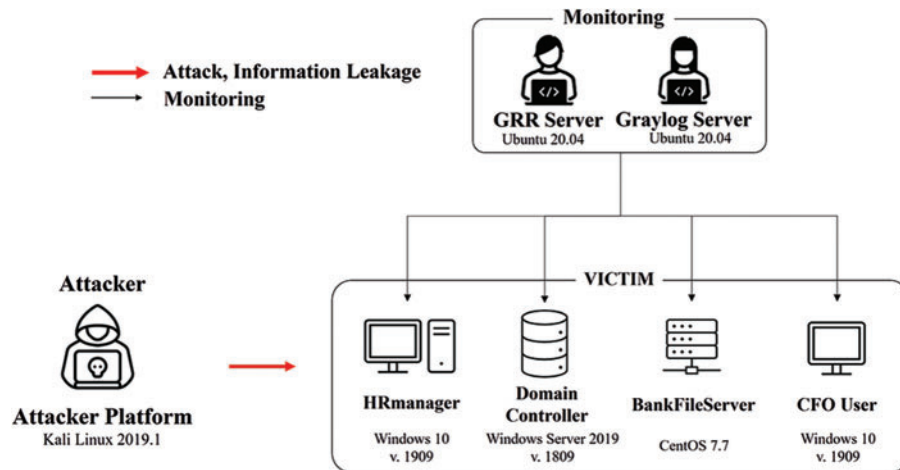 Monitoring
Attack, Information Leakage
Monitoring
</>
</>
GRR Server
Ubuntu 20.04
Graylog Server
Ubuntu 20.04
VICTIM
Attacker
Attacker Platform
Kali Linux 2019.1
HRmanager
Windows 10
v. 1909
Domain
Controller
Windows Server 2019
v. 1809
BankFileServer
CentOS 7.7
CFO User
Windows 10
v. 1909